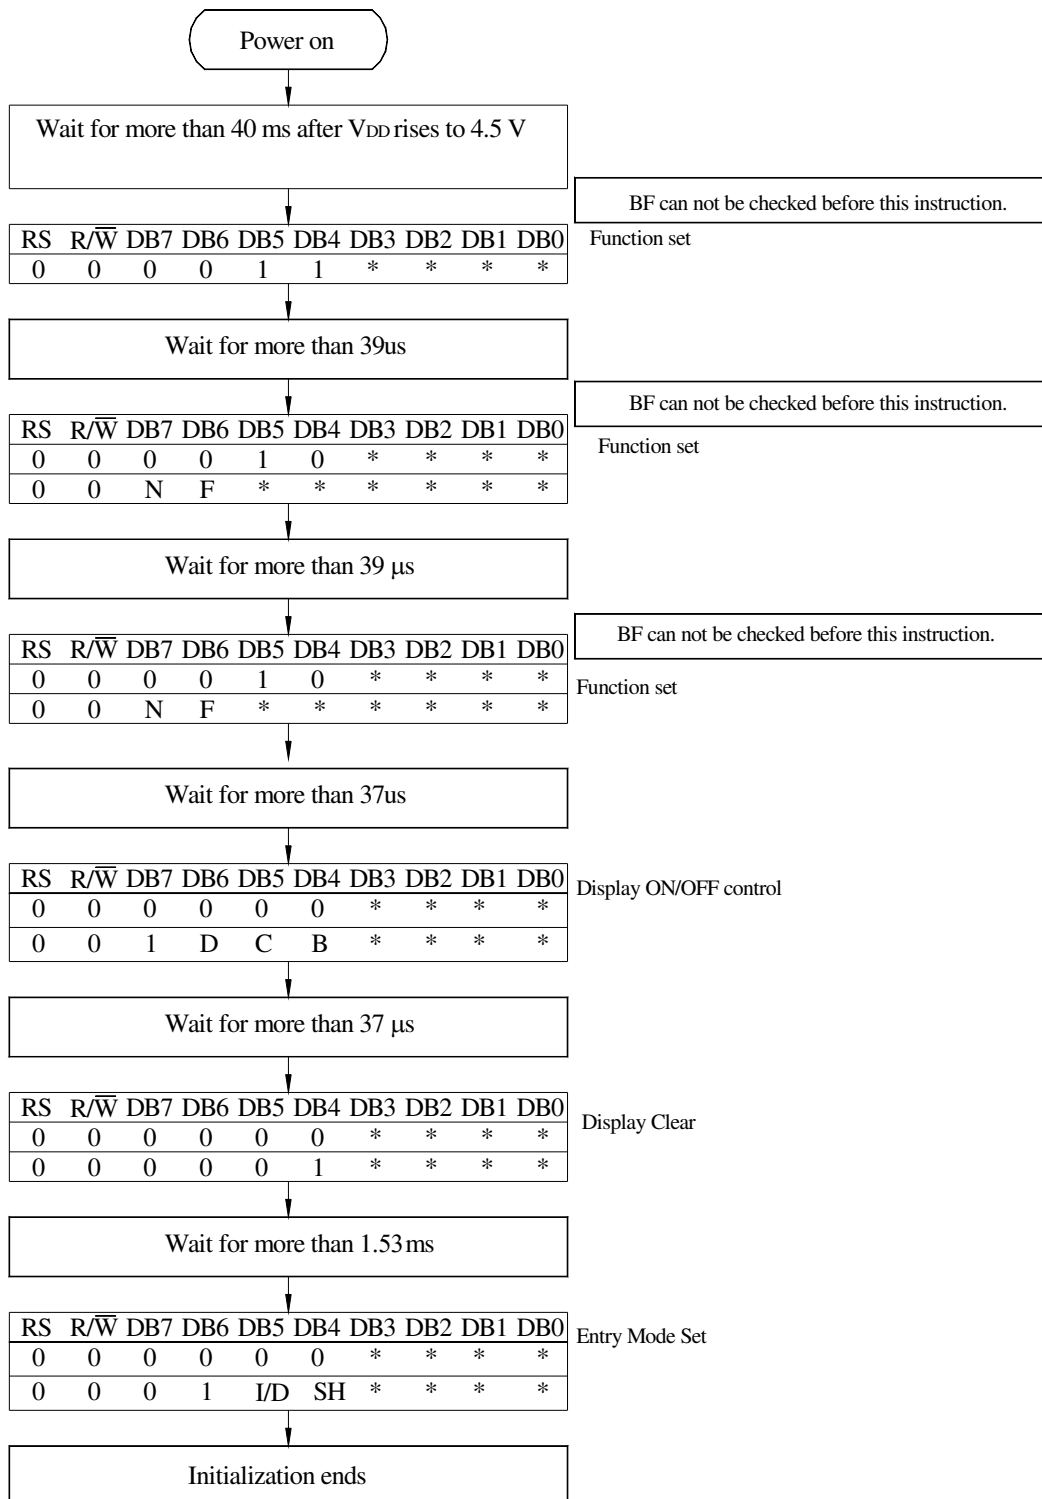 Power on
Wait for more than 40 ms after VDD rises to 4.5 V
BF can not be checked before this instruction.
RS R/W̅ DB7 DB6 DB5 DB4 DB3 DB2 DB1 DB0
Function set
0 0 0 0 1 1 * * * *
Wait for more than 39us
BF can not be checked before this instruction.
RS R/W̅ DB7 DB6 DB5 DB4 DB3 DB2 DB1 DB0
Function set
0 0 0 0 1 0 * * * *
0 0 N F * * * * * *
Wait for more than 39 µs
BF can not be checked before this instruction.
RS R/W̅ DB7 DB6 DB5 DB4 DB3 DB2 DB1 DB0
0 0 0 0 1 0 * * * *
Function set
0 0 N F * * * * * *
Wait for more than 37us
RS R/W̅ DB7 DB6 DB5 DB4 DB3 DB2 DB1 DB0
Display ON/OFF control
0 0 0 0 0 0 * * * *
0 0 1 D C B * * * *
Wait for more than 37 µs
RS R/W̅ DB7 DB6 DB5 DB4 DB3 DB2 DB1 DB0
Display Clear
0 0 0 0 0 0 * * * *
0 0 0 0 0 1 * * * *
Wait for more than 1.53 ms
RS R/W̅ DB7 DB6 DB5 DB4 DB3 DB2 DB1 DB0
Entry Mode Set
0 0 0 0 0 0 * * * *
0 0 0 1 I/D SH * * * *
Initialization ends